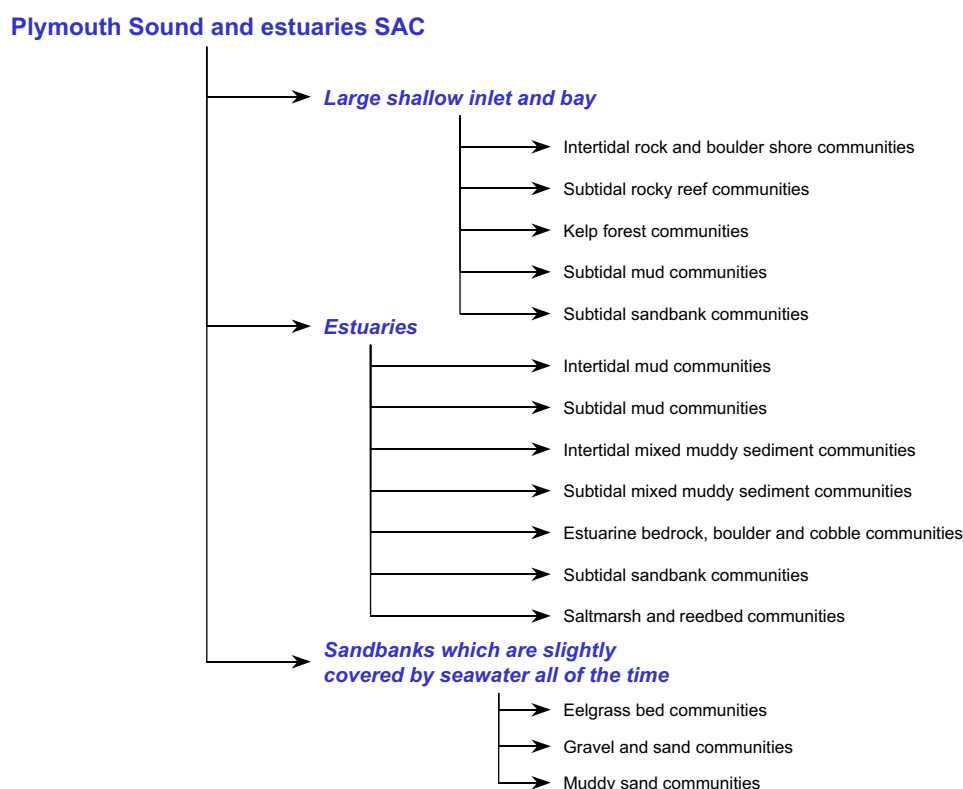 Plymouth Sound and estuaries SAC
Large shallow inlet and bay
Intertidal rock and boulder shore communities
Subtidal rocky reef communities
Kelp forest communities
Subtidal mud communities
Subtidal sandbank communities
Estuaries
Intertidal mud communities
Subtidal mud communities
Intertidal mixed muddy sediment communities
Subtidal mixed muddy sediment communities
Estuarine bedrock, boulder and cobble communities
Subtidal sandbank communities
Saltmarsh and reedbed communities
Sandbanks which are slightly
covered by seawater all of the time
Eelgrass bed communities
Gravel and sand communities
Muddy sand communities